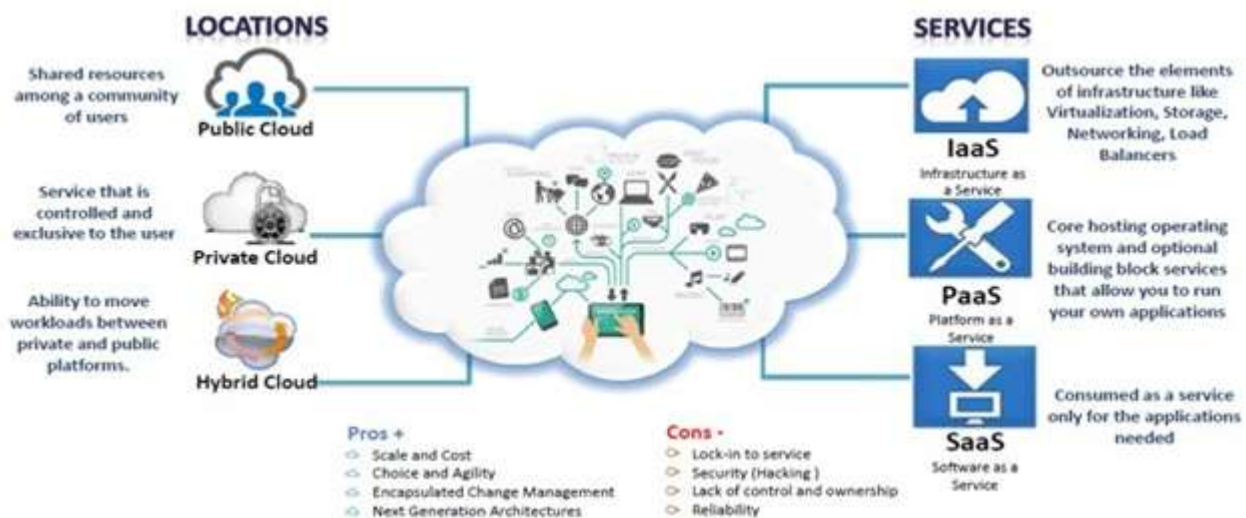 LOCATIONS
Shared resources
among a community
of users
Public Cloud
Service that is
controlled and
exclusive to the user
Private Cloud
Ability to move
workloads between
private and public
platforms.
Hybrid Cloud
SERVICES
IaaS
Infrastructure as
a Service
Outsource the elements
of infrastructure like
Virtualization, Storage,
Networking, Load
Balancers
PaaS
Platform as a
Service
Core hosting operating
system and optional
building block services
that allow you to run
your own applications
SaaS
Software as a
Service
Consumed as a service
only for the applications
needed
Pros +
Scale and Cost
Choice and Agility
Encapsulated Change Management
Next Generation Architectures
Cons -
Lock-in to service
Security (Hacking )
Lack of control and ownership
Reliability